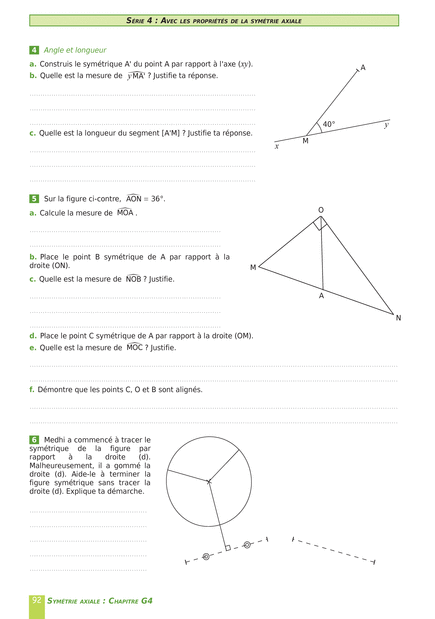 SÉRIE 4 : AVEC LES PROPRIÉTÉS DE LA SYMÉTRIE AXIALE
4 Angle et longueur
a. Construis le symétrique A' du point A par rapport à l'axe (xy).
b. Quelle est la mesure de yMA' ? Justifie ta réponse.
A
40°
y
x
M
c. Quelle est la longueur du segment [A'M] ? Justifie ta réponse.
5 Sur la figure ci-contre, AON = 36°.
a. Calcule la mesure de MOA .
b. Place le point B symétrique de A par rapport à la
droite (ON).
c. Quelle est la mesure de NOB ? Justifie.
O
M
A
N
d. Place le point C symétrique de A par rapport à la droite (OM).
e. Quelle est la mesure de MOC ? Justifie.
f. Démontre que les points C, O et B sont alignés.
6 Medhi a commencé à tracer le
symétrique de la figure par
rapport à la droite (d).
Malheureusement, il a gommé la
droite (d). Aide-le à terminer la
figure symétrique sans tracer la
droite (d). Explique ta démarche.
92 SYMÉTRIE AXIALE : CHAPITRE G4